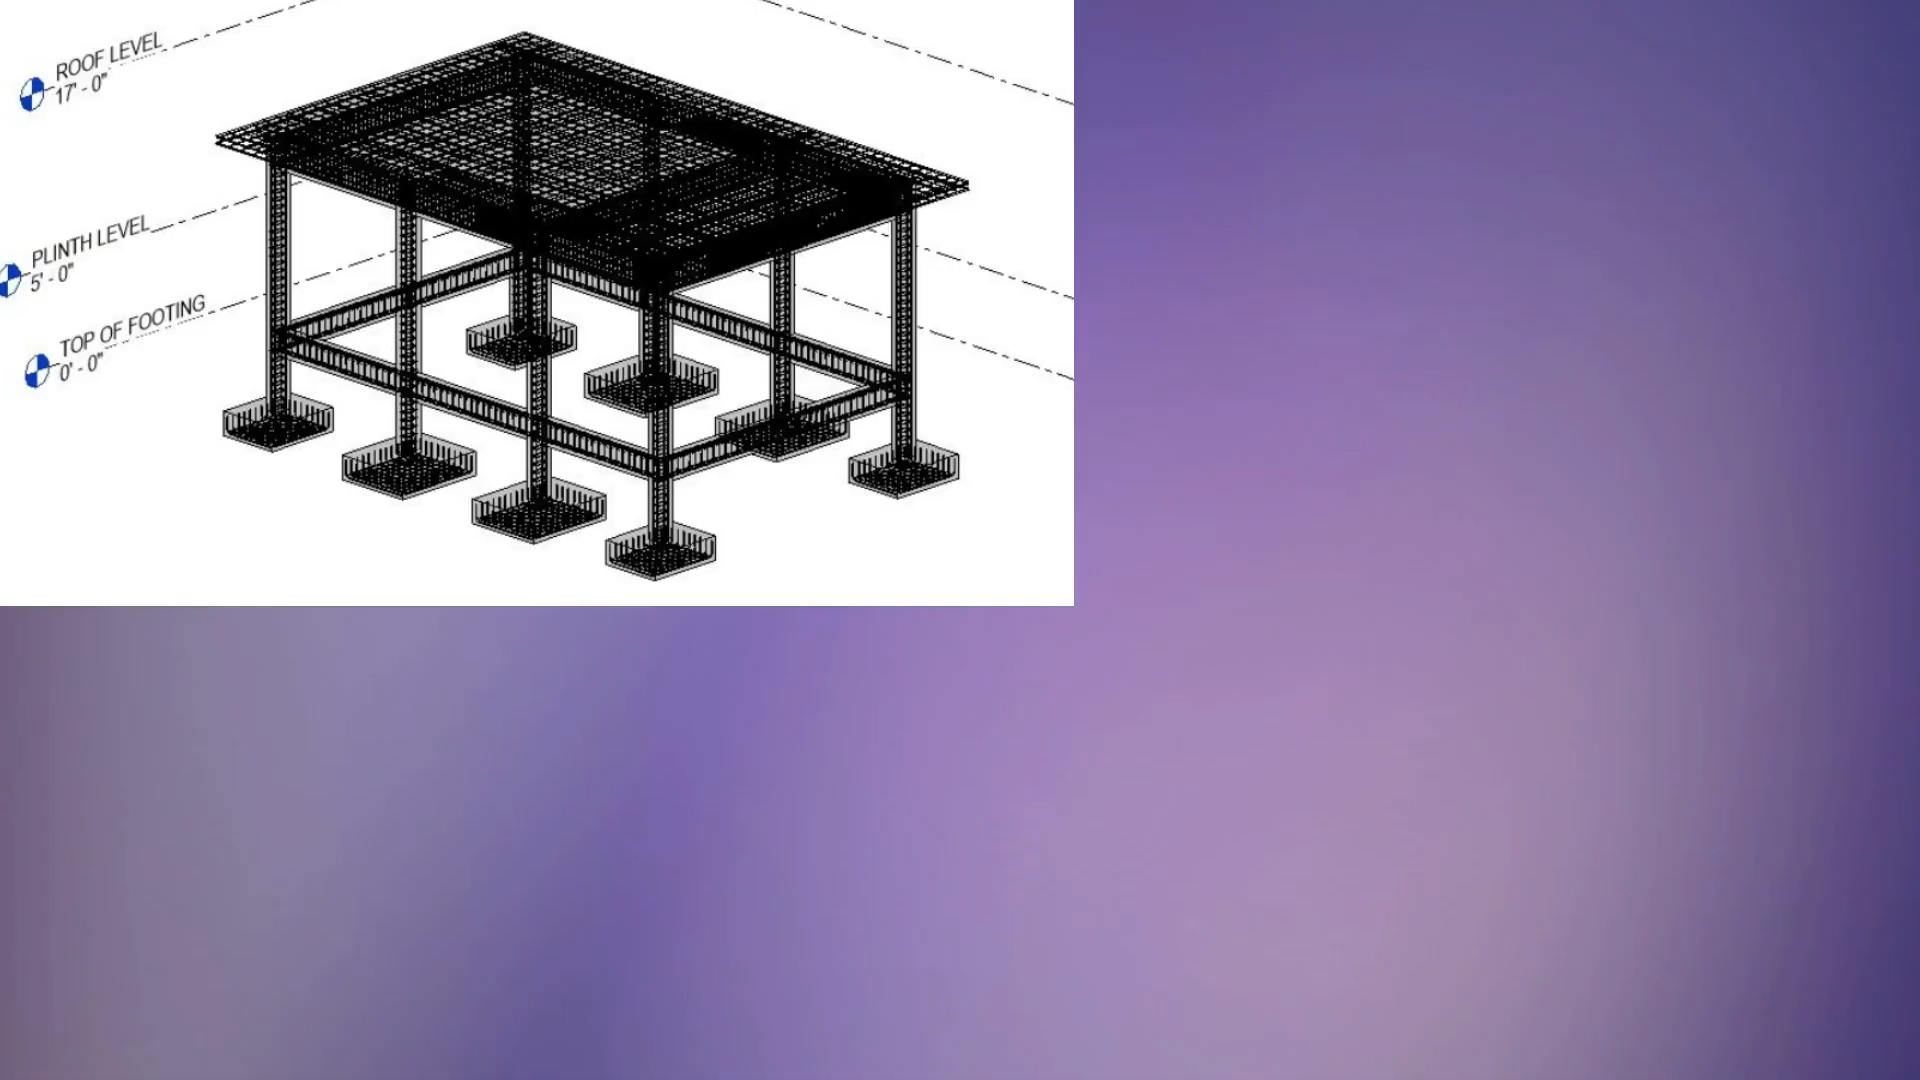 ROOF LEVEL
17' - 0"
PLINTH LEVEL
5' - 0"
TOP OF FOOTING
0' - 0"